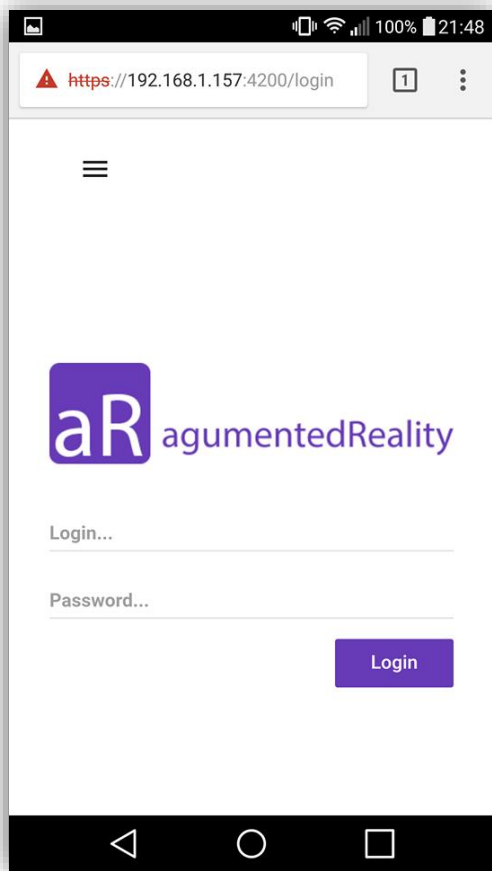 100% 21:48
https://192.168.1.157:4200/login 1
aR agumentedReality
Login...
Password...
Login